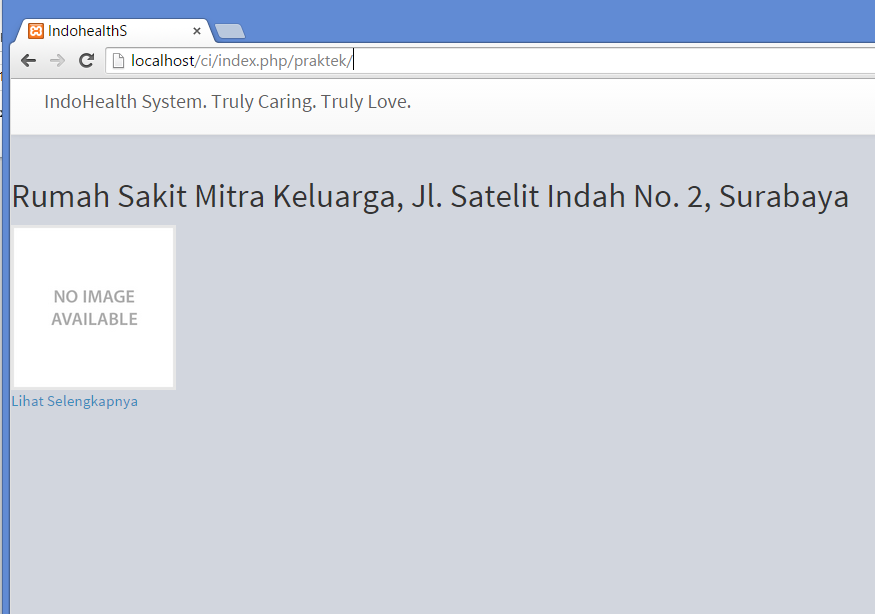 IndohealthS
localhost/ci/index.php/praktek/
IndoHealth System. Truly Caring. Truly Love.
Rumah Sakit Mitra Keluarga, Jl. Satelit Indah No. 2, Surabaya
NO IMAGE
AVAILABLE
Lihat Selengkapnya